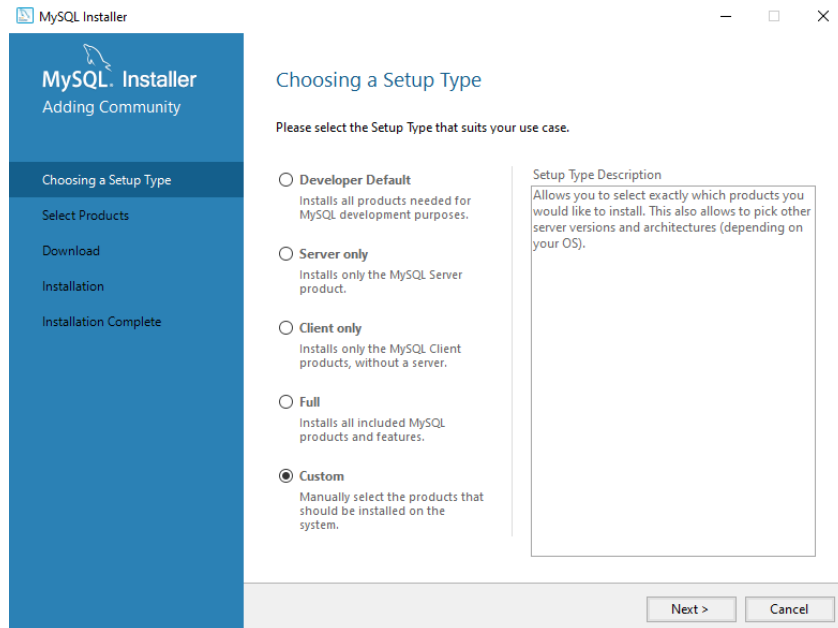 MySQL Installer
MySQL. Installer
Adding Community
Choosing a Setup Type
Select Products
Download
Installation
Installation Complete
Choosing a Setup Type
Please select the Setup Type that suits your use case.
Developer Default
Installs all products needed for
MySQL development purposes.
Server only
Installs only the MySQL Server
product.
Client only
Installs only the MySQL Client
products, without a server.
Full
Installs all included MySQL
products and features.
Custom
Manually select the products that
should be installed on the
system.
Setup Type Description
Allows you to select exactly which products you
would like to install. This also allows to pick other
server versions and architectures (depending on
your OS).
Next >
Cancel